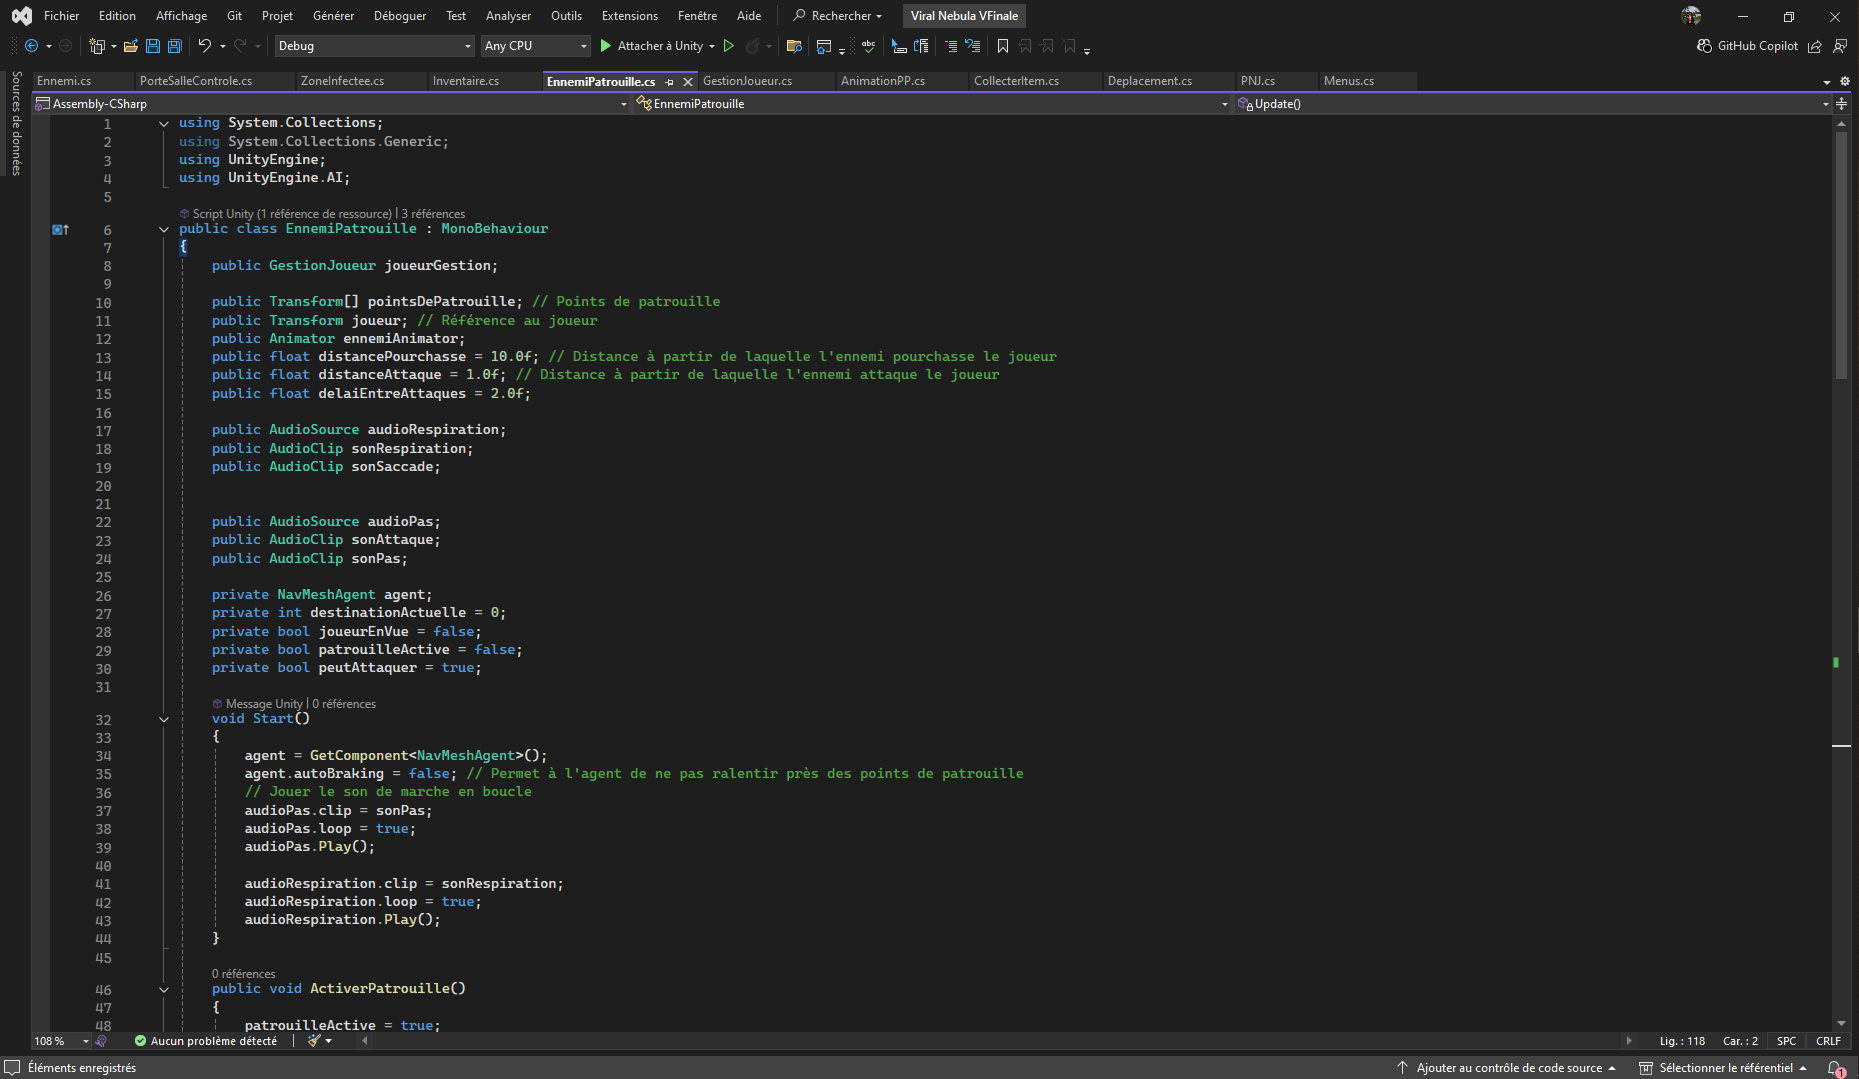 Fichier Edition Affichage Git Projet Générer Déboguer Test Analyser Outils Extensions Fenêtre Aide Rechercher Viral Nebula VFinale
Debug Any CPU Attacher à Unity abc GitHub Copilot
Sources de données
Ennemi.cs PorteSalleControle.cs ZoneInfectee.cs Inventaire.cs EnnemiPatrouille.cs GestionJoueur.cs AnimationPP.cs CollecterItem.cs Deplacement.cs PNJ.cs Menus.cs
Assembly-CSharp EnnemiPatrouille Update()
1 using System.Collections;
2 using System.Collections.Generic;
3 using UnityEngine;
4 using UnityEngine.AI;
5
Script Unity (1 référence de ressource) | 3 références
6 public class EnnemiPatrouille : MonoBehaviour
7 {
8 public GestionJoueur joueurGestion;
9
10 public Transform[] pointsDePatrouille; // Points de patrouille
11 public Transform joueur; // Référence au joueur
12 public Animator ennemiAnimator;
13 public float distancePourchasse = 10.0f; // Distance à partir de laquelle l'ennemi pourchasse le joueur
14 public float distanceAttaque = 1.0f; // Distance à partir de laquelle l'ennemi attaque le joueur
15 public float delaiEntreAttaques = 2.0f;
16
17 public AudioSource audioRespiration;
18 public AudioClip sonRespiration;
19 public AudioClip sonSaccade;
20
21
22 public AudioSource audioPas;
23 public AudioClip sonAttaque;
24 public AudioClip sonPas;
25
26 private NavMeshAgent agent;
27 private int destinationActuelle = 0;
28 private bool joueurEnVue = false;
29 private bool patrouilleActive = false;
30 private bool peutAttaquer = true;
31
Message Unity | 0 références
32 void Start()
33 {
34 agent = GetComponent<NavMeshAgent>();
35 agent.autoBraking = false; // Permet à l'agent de ne pas ralentir près des points de patrouille
36 // Jouer le son de marche en boucle
37 audioPas.clip = sonPas;
38 audioPas.loop = true;
39 audioPas.Play();
40
41 audioRespiration.clip = sonRespiration;
42 audioRespiration.loop = true;
43 audioRespiration.Play();
44 }
45
0 références
46 public void ActiverPatrouille()
47 {
48 patrouilleActive = true;
108 % Aucun problème détecté Lig. : 118 Car. : 2 SPC CRLF
Éléments enregistrés Ajouter au contrôle de code source Sélectionner le référentiel 1